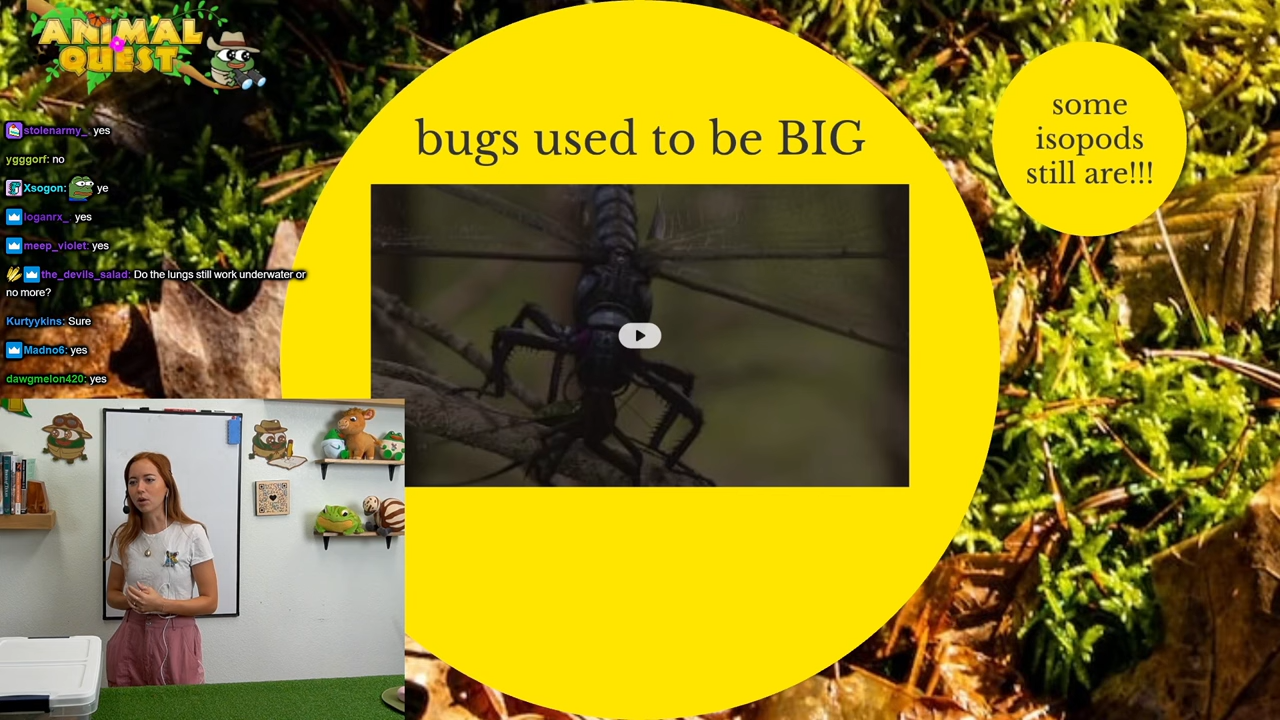 ANIMAL
QUEST
bugs used to be BIG
some
isopods
still are!!!
stolenarmy_: yes
ygggorf: no
Xsogon: ye
loganrx_: yes
meep_violet: yes
the_devils_salad: Do the lungs still work underwater or
no more?
Kurtyykins: Sure
Madno6: yes
dawgmelon420: yes